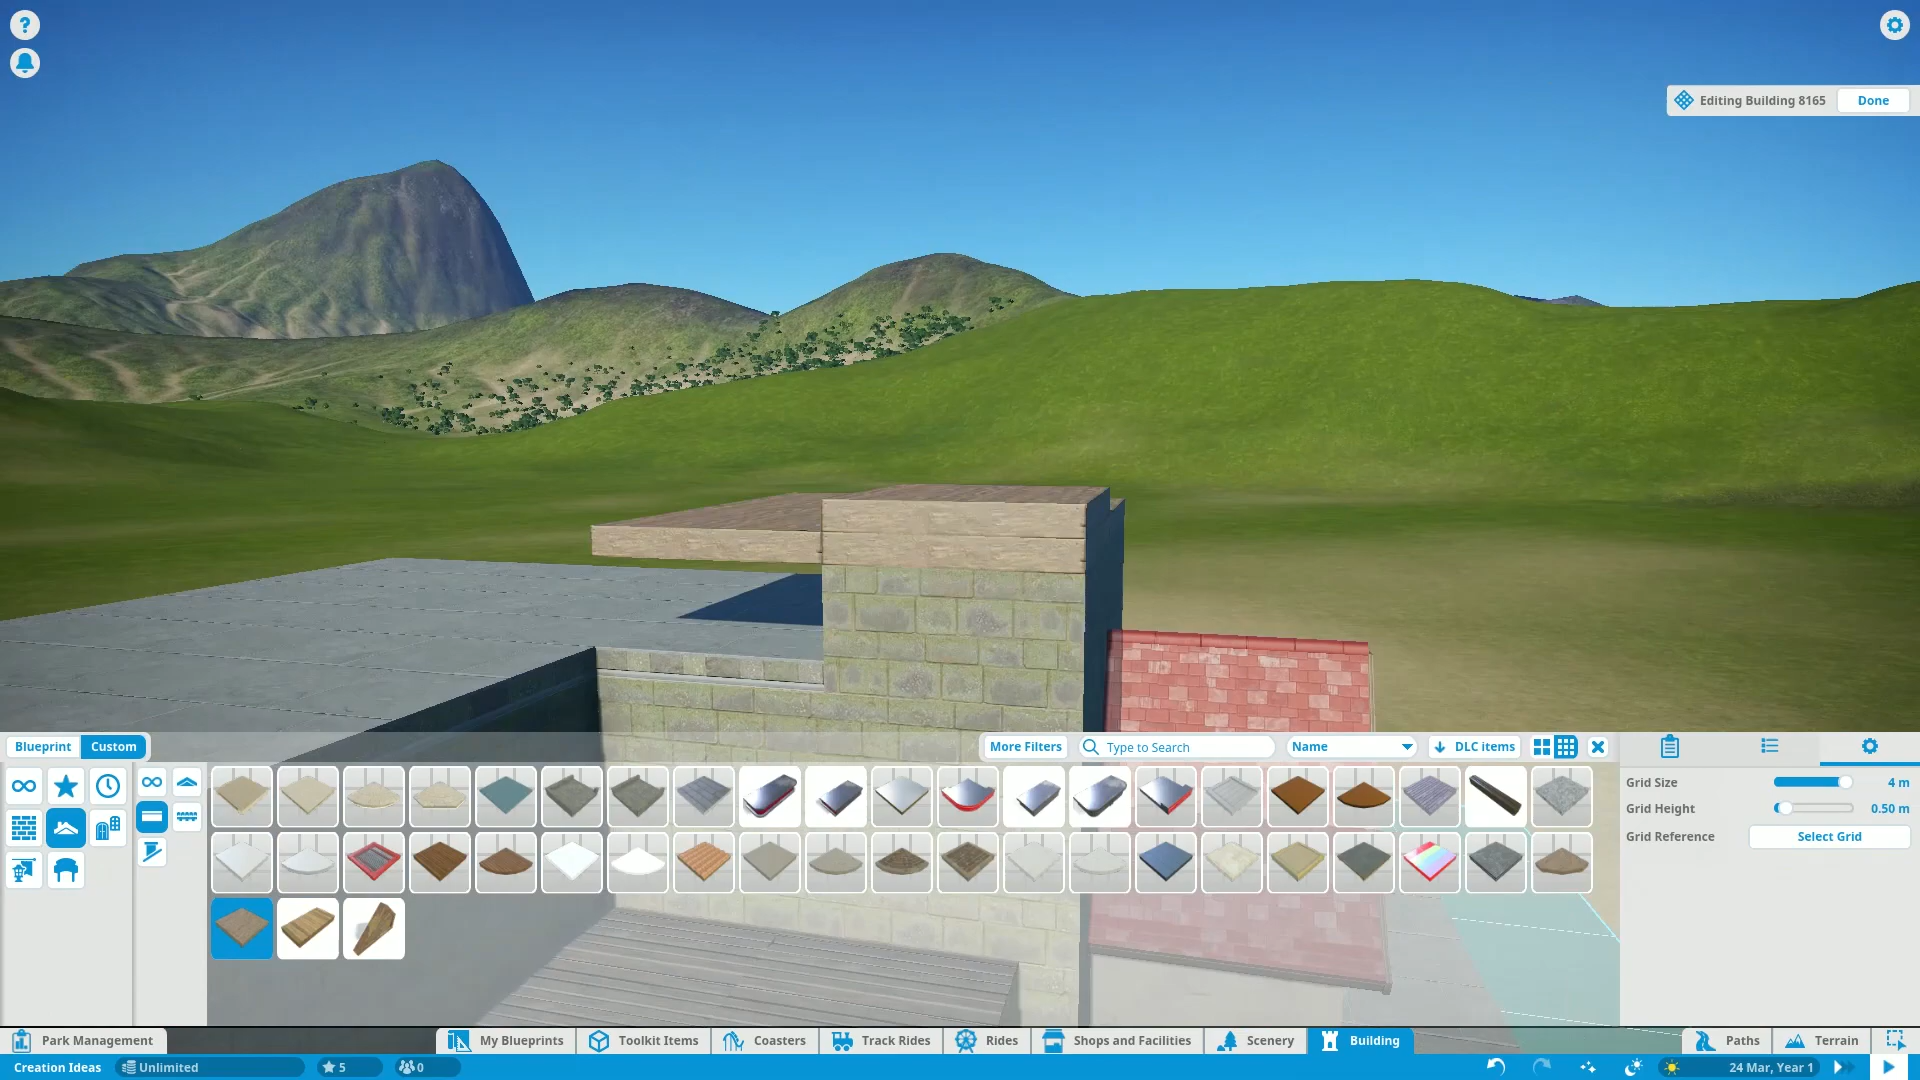 ?
Editing Building 8165 Done
Blueprint Custom
More Filters Type to Search Name DLC items
Grid Size 4 m
Grid Height 0.50 m
Grid Reference Select Grid
Park Management My Blueprints Toolkit Items Coasters Track Rides Rides Shops and Facilities Scenery Building Paths Terrain
Creation Ideas Unlimited 5 0 24 Mar, Year 1